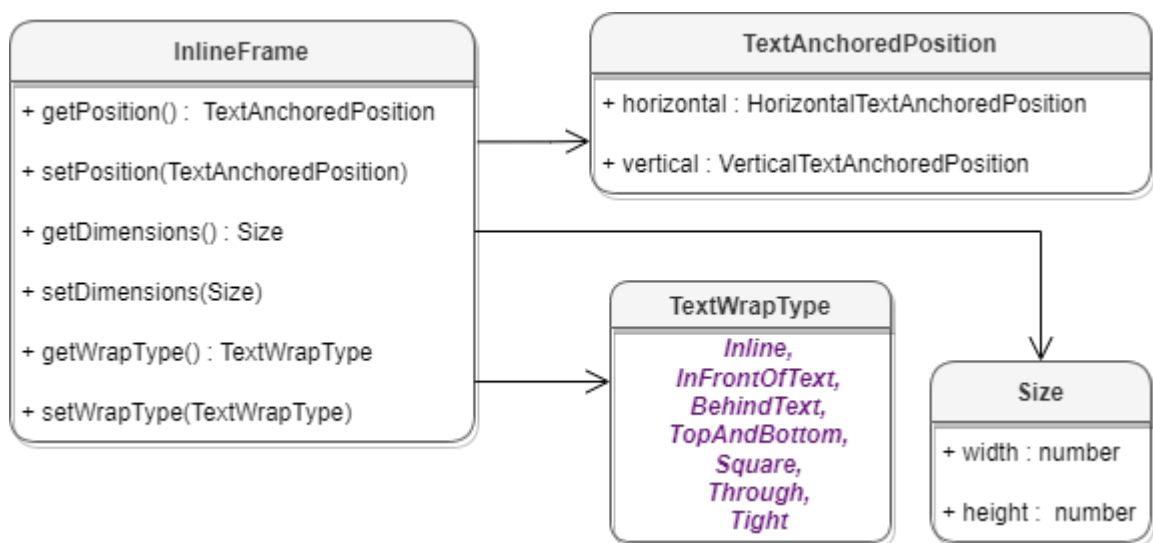 InlineFrame
+ getPosition() : TextAnchoredPosition
+ setPosition(TextAnchoredPosition)
+ getDimensions() : Size
+ setDimensions(Size)
+ getWrapType() : TextWrapType
+ setWrapType(TextWrapType)
TextAnchoredPosition
+ horizontal : HorizontalTextAnchoredPosition
+ vertical : VerticalTextAnchoredPosition
TextWrapType
Inline,
InFrontOfText,
BehindText,
TopAndBottom,
Square,
Through,
Tight
Size
+ width : number
+ height : number